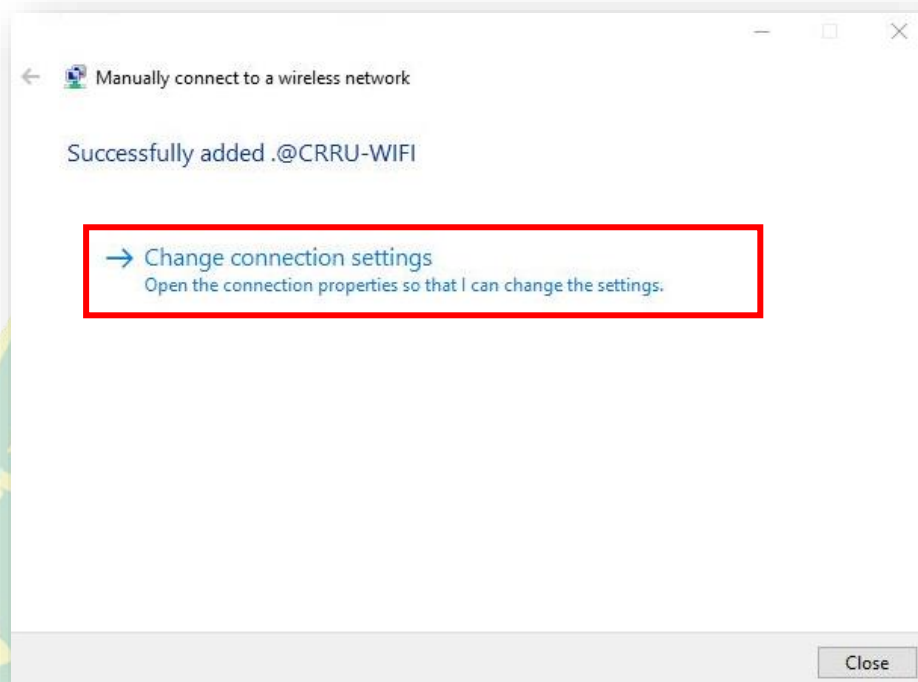 Manually connect to a wireless network
Successfully added .@CRRU-WIFI
Change connection settings
Open the connection properties so that I can change the settings.
Close